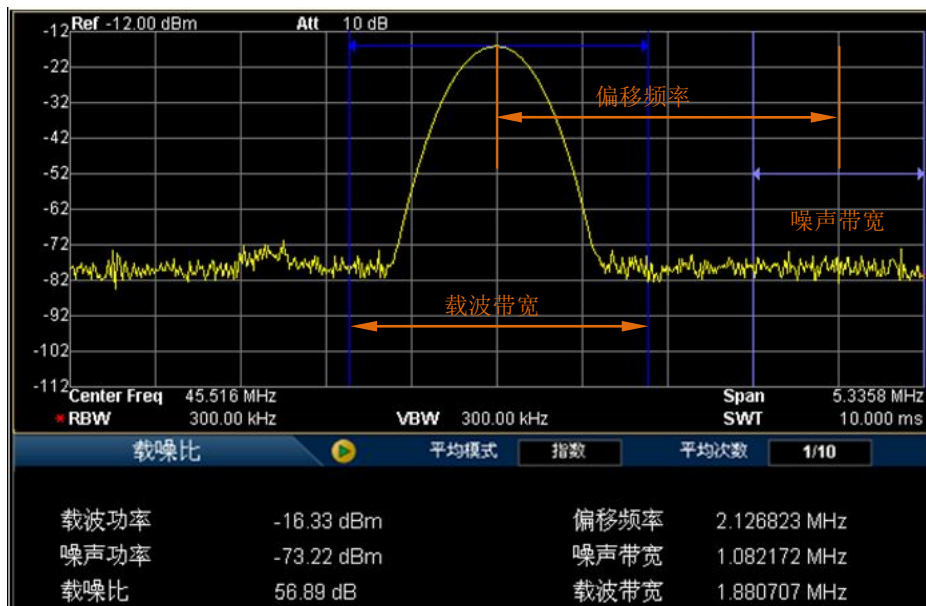 Ref -12.00 dBm Att 10 dB
-12
-22
-32
-42
-52
-62
-72
-82
-92
-102
-112
偏移频率
噪声带宽
载波带宽
Center Freq 45.516 MHz Span 5.3358 MHz
*RBW 300.00 kHz VBW 300.00 kHz SWT 10.000 ms
载噪比 平均模式 指数 平均次数 1/10
载波功率 -16.33 dBm 偏移频率 2.126823 MHz
噪声功率 -73.22 dBm 噪声带宽 1.082172 MHz
载噪比 56.89 dB 载波带宽 1.880707 MHz